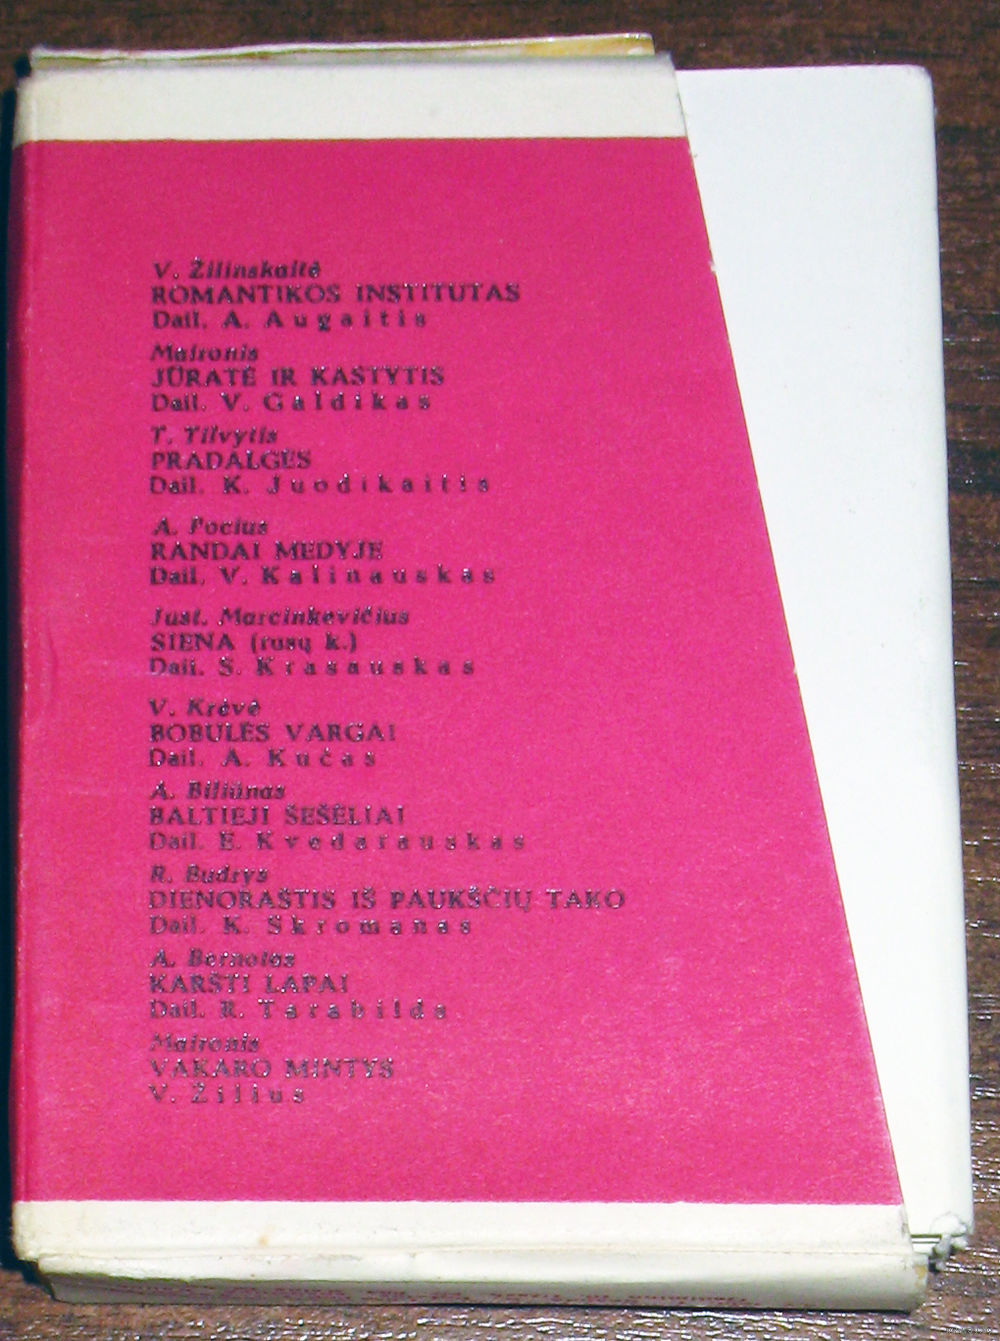 V. Žilinskaitė
ROMANTIKOS INSTITUTAS
Dail. A. Augaitis
Maironis
JŪRATĖ IR KASTYTIS
Dail. V. Galdikas
T. Tilvytis
PRADALGĖS
Dail. K. Juodikaitis
A. Pocius
RANDAI MEDYJE
Dail. V. Kalinauskas
Just. Marcinkevičius
SIENA (rusų k.)
Dail. S. Krasauskas
V. Krėvė
BOBULĖS VARGAI
Dail. A. Kučas
A. Biliūnas
BALTIEJI ŠEŠĖLIAI
Dail. E. Kvedarauskas
R. Budrys
DIENORAŠTIS IŠ PAUKŠČIŲ TAKO
Dail. K. Skromanas
A. Bernotas
KARŠTI LAPAI
Dail. R. Tarabilda
Maironis
VAKARO MINTYS
V. Žilius